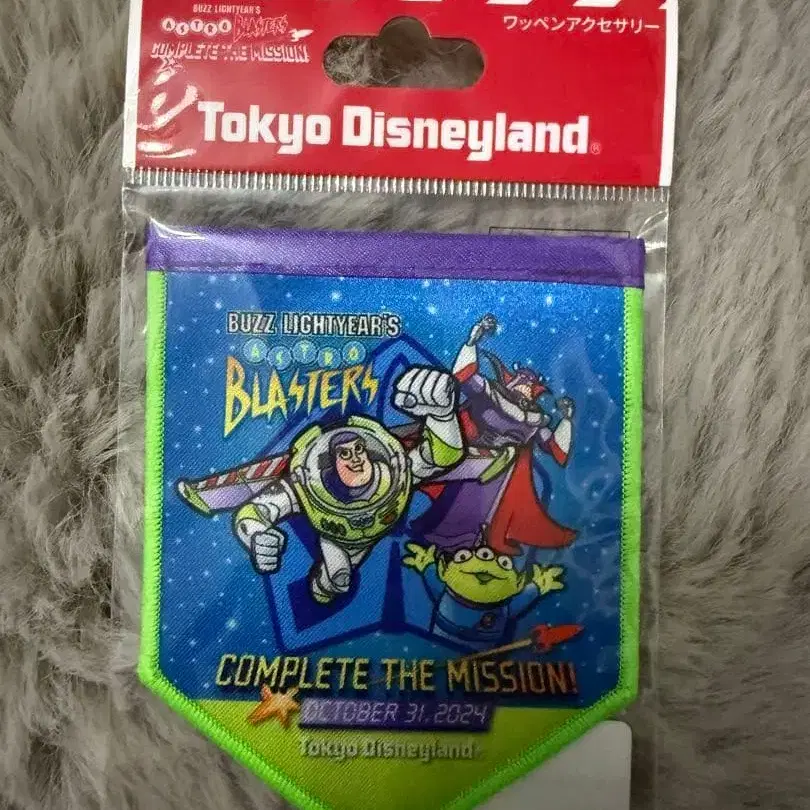 BUZZ LIGHTYEAR'S
ASTRO BLASTERS
COMPLETE THE MISSION!
ワッペンアクセサリー
Tokyo Disneyland®
BUZZ LIGHTYEAR'S
ASTRO
BLASTERS
COMPLETE THE MISSION!
OCTOBER 31, 2024
Tokyo Disneyland®